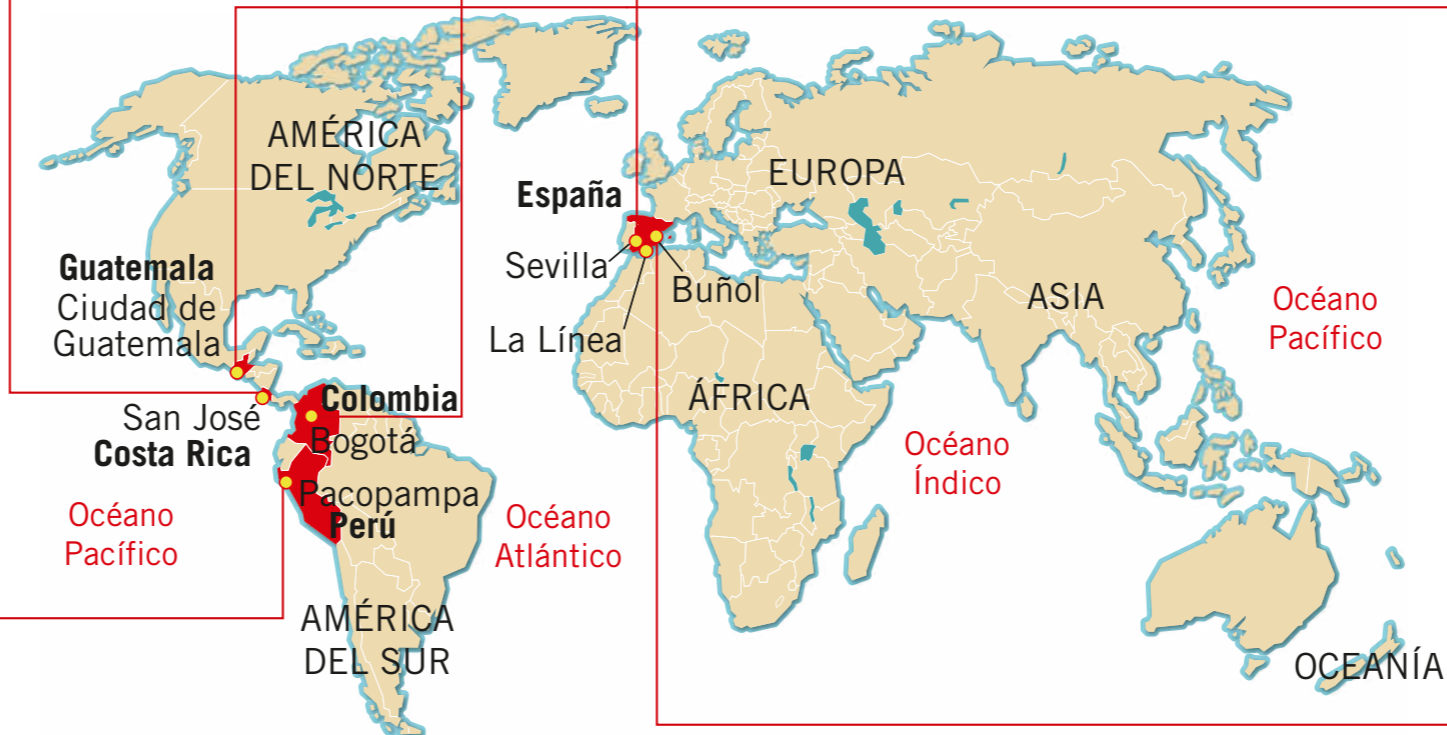 AMÉRICA
DEL NORTE
EUROPA
España
Sevilla
Buñol
La Línea
Guatemala
Ciudad de
Guatemala
ASIA
Océano
Pacífico
San José
Costa Rica
Colombia
Bogotá
ÁFRICA
Océano
Índico
Pacopampa
Perú
Océano
Pacífico
Océano
Atlántico
AMÉRICA
DEL SUR
OCEANÍA